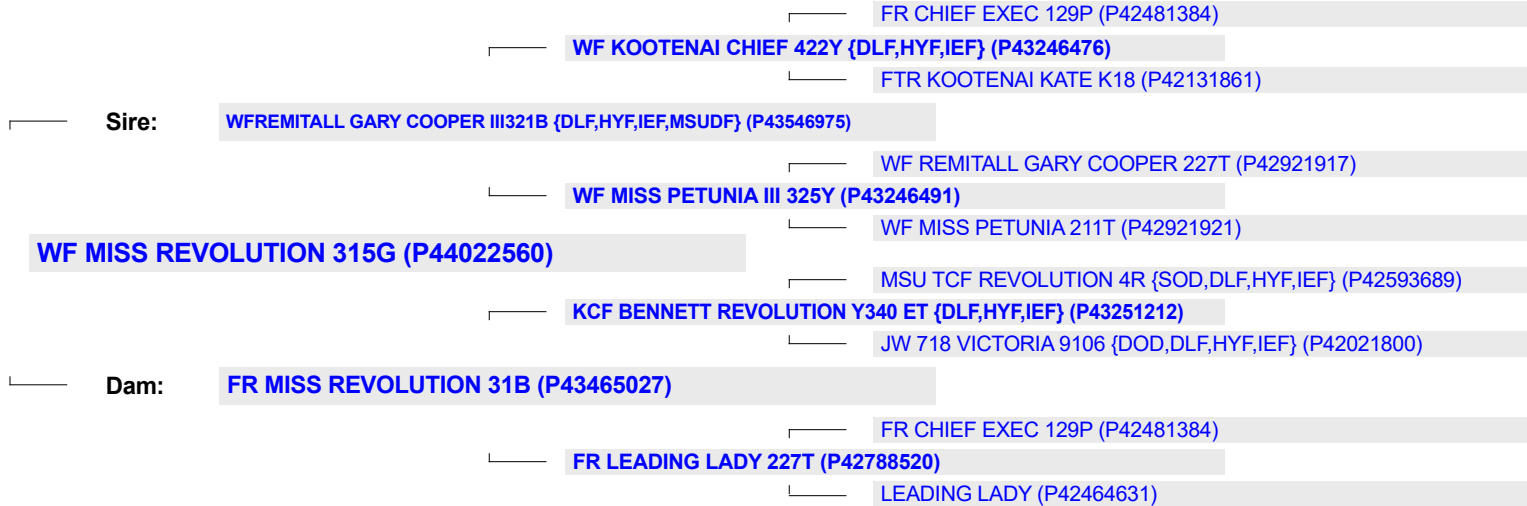 FR CHIEF EXEC 129P (P42481384)
WF KOOTENAI CHIEF 422Y {DLF,HYF,IEF} (P43246476)
FTR KOOTENAI KATE K18 (P42131861)
Sire: WFREMITALL GARY COOPER III321B {DLF,HYF,IEF,MSUDF} (P43546975)
WF REMITALL GARY COOPER 227T (P42921917)
WF MISS PETUNIA III 325Y (P43246491)
WF MISS PETUNIA 211T (P42921921)
WF MISS REVOLUTION 315G (P44022560)
MSU TCF REVOLUTION 4R {SOD,DLF,HYF,IEF} (P42593689)
KCF BENNETT REVOLUTION Y340 ET {DLF,HYF,IEF} (P43251212)
JW 718 VICTORIA 9106 {DOD,DLF,HYF,IEF} (P42021800)
Dam: FR MISS REVOLUTION 31B (P43465027)
FR CHIEF EXEC 129P (P42481384)
FR LEADING LADY 227T (P42788520)
LEADING LADY (P42464631)